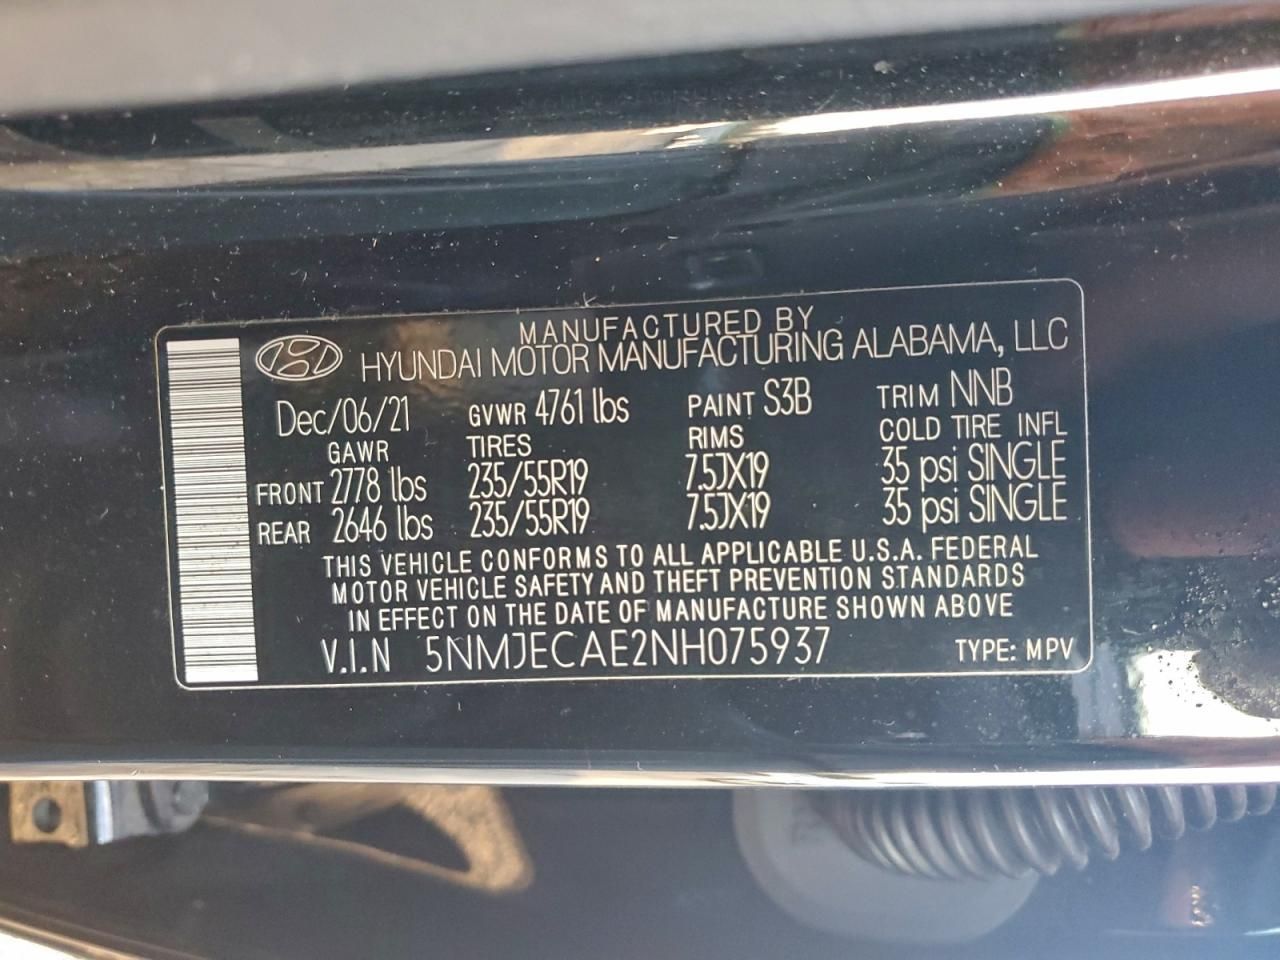 MANUFACTURED BY
HYUNDAI MOTOR MANUFACTURING ALABAMA, LLC
Dec/06/21 GVWR 4761 lbs PAINT S3B TRIM NNB
GAWR TIRES RIMS COLD TIRE INFL
FRONT 2778 lbs 235/55R19 7.5JX19 35 psi SINGLE
REAR 2646 lbs 235/55R19 7.5JX19 35 psi SINGLE
THIS VEHICLE CONFORMS TO ALL APPLICABLE U.S.A. FEDERAL
MOTOR VEHICLE SAFETY AND THEFT PREVENTION STANDARDS
IN EFFECT ON THE DATE OF MANUFACTURE SHOWN ABOVE
V.I.N 5NMJECAE2NH075937 TYPE: MPV